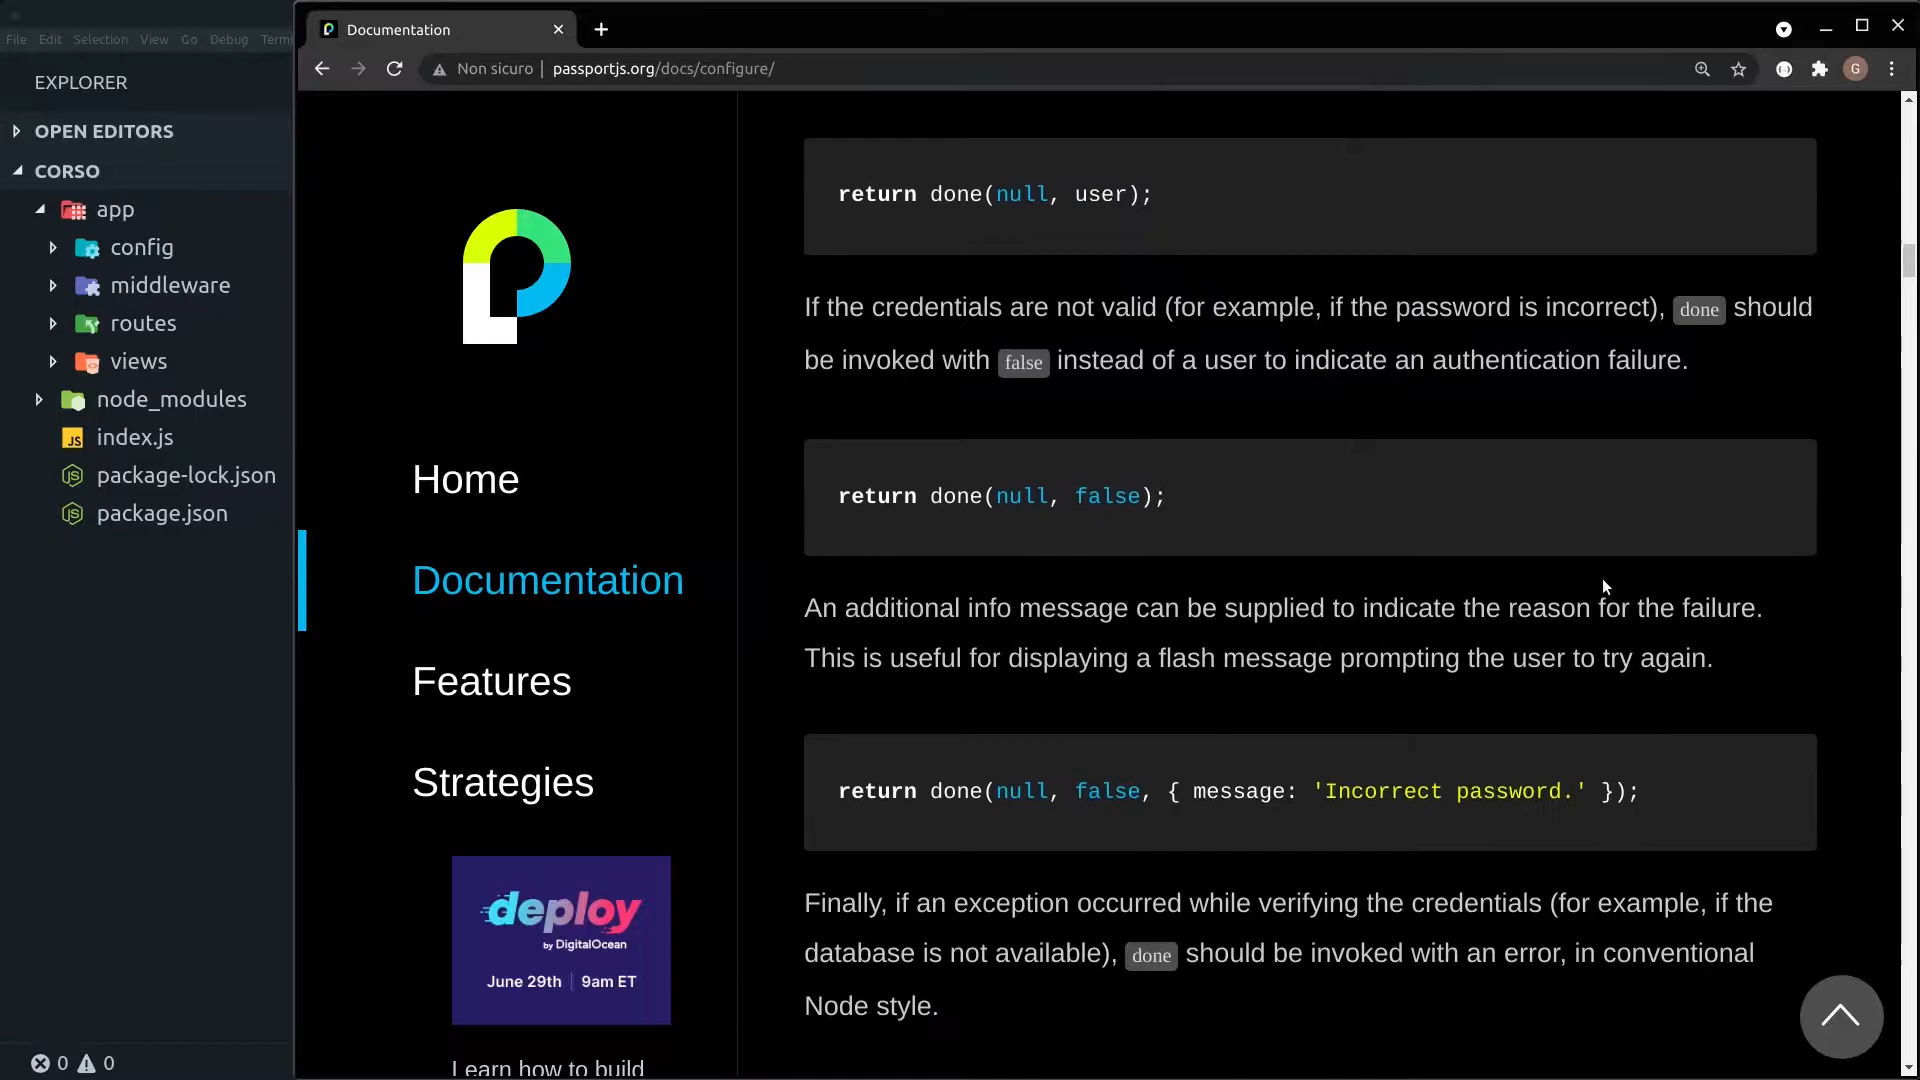 File Edit Selection View Go Debug Termi
EXPLORER
OPEN EDITORS
CORSO
app
config
middleware
routes
views
node_modules
index.js
package-lock.json
package.json
0 0
Documentation
Non sicuro | passportjs.org/docs/configure/
G
Home
Documentation
Features
Strategies
deploy
by DigitalOcean
June 29th | 9am ET
Learn how to build
return done(null, user);
If the credentials are not valid (for example, if the password is incorrect), done should
be invoked with false instead of a user to indicate an authentication failure.
return done(null, false);
An additional info message can be supplied to indicate the reason for the failure.
This is useful for displaying a flash message prompting the user to try again.
return done(null, false, { message: 'Incorrect password.' });
Finally, if an exception occurred while verifying the credentials (for example, if the
database is not available), done should be invoked with an error, in conventional
Node style.